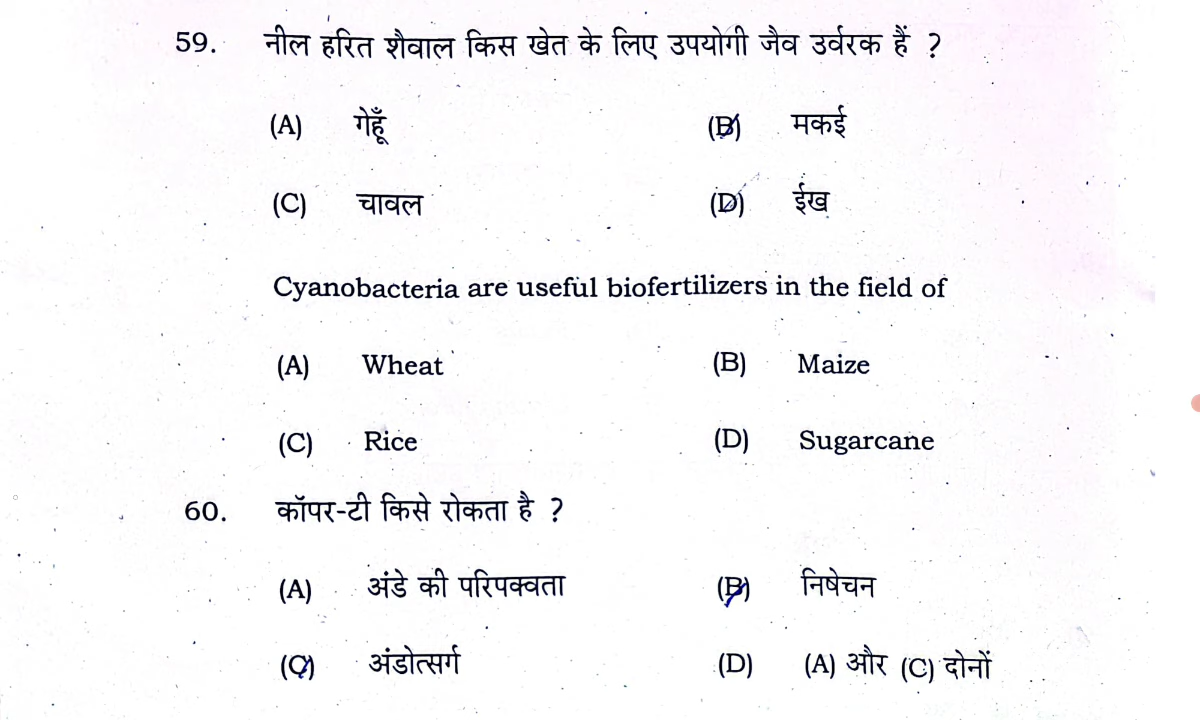 59. नील हरित शैवाल किस खेत के लिए उपयोगी जैव उर्वरक हैं ?
(A) गेहूँ (B) मकई
(C) चावल (D) ईख
Cyanobacteria are useful biofertilizers in the field of
(A) Wheat (B) Maize
(C) Rice (D) Sugarcane
60. कॉपर-टी किसे रोकता है ?
(A) अंडे की परिपक्वता (B) निषेचन
(C) अंडोत्सर्ग (D) (A) और (C) दोनों